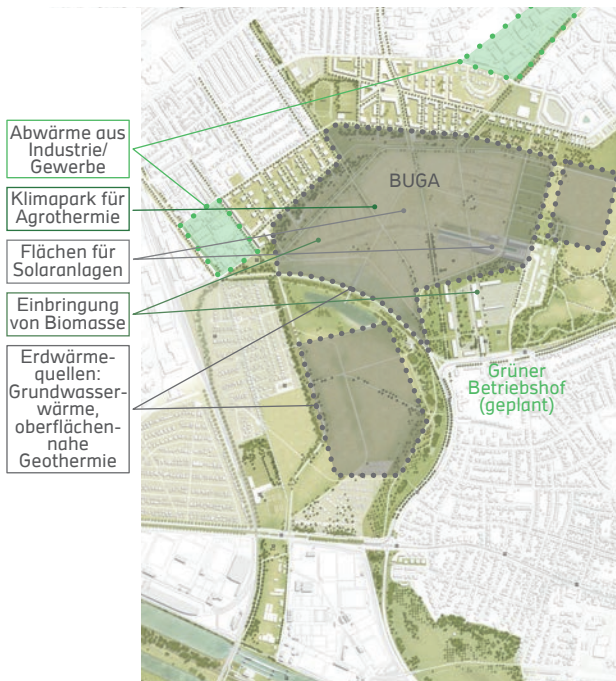 Abwärme aus
Industrie/
Gewerbe
Klimapark für
Agrothermie
Flächen für
Solaranlagen
Einbringung
von Biomasse
Erdwärme-
quellen:
Grundwasser-
wärme,
oberflächen-
nahe
Geothermie
BUGA
Grüner
Betriebshof
(geplant)